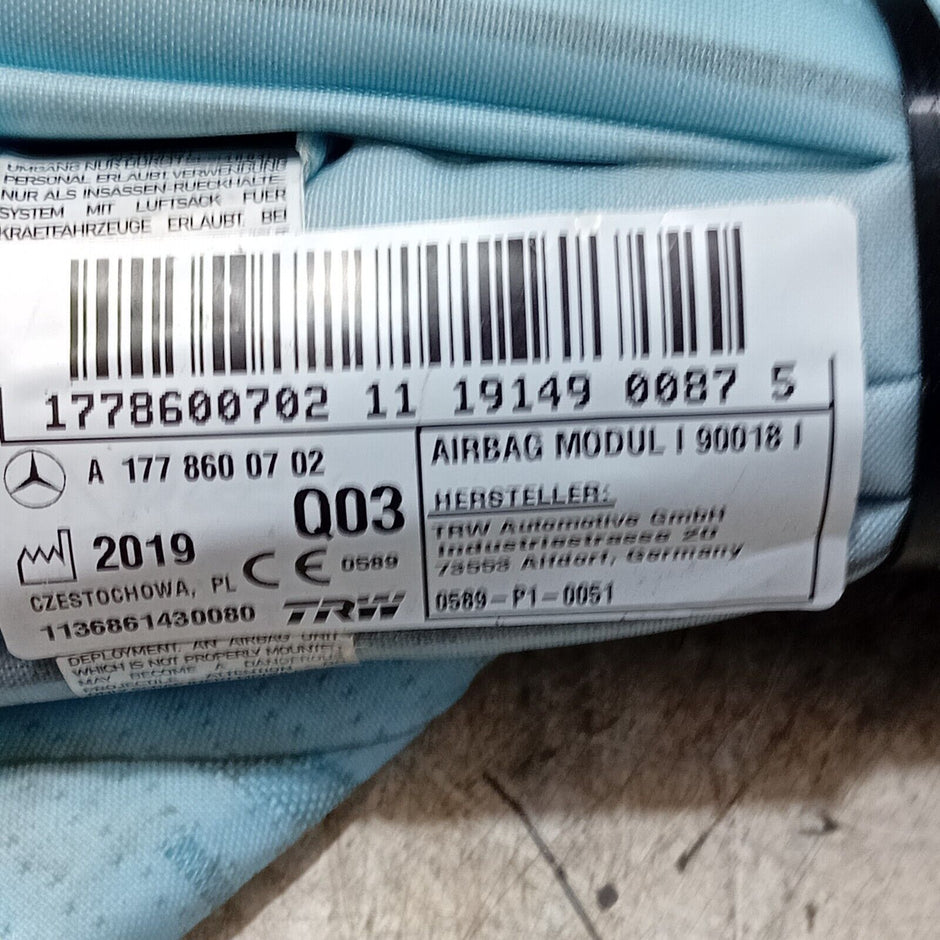 PERSONAL ERLAUBT VERWENDUNG
NUR ALS INSASSEN-RUECKHALTE
SYSTEM MIT LUFTSACK FUER
KRAETFAHRZEUGE ERLAUBT. BEI
1778600702 11 19149 0087 5
A 177 860 07 02
Q03
2019
CE 0589
CZESTOCHOWA, PL
1136861430080
TRW
AIRBAG MODUL I 90018 I
HERSTELLER:
TRW Automotive GmbH
Industriestrasse 20
73553 Alfdorf, Germany
0589-P1-0051
DEPLOYMENT. AN AIRBAG UNIT
WHICH IS NOT PROPERLY MOUNTED
MAY BECOME A DANGEROUS